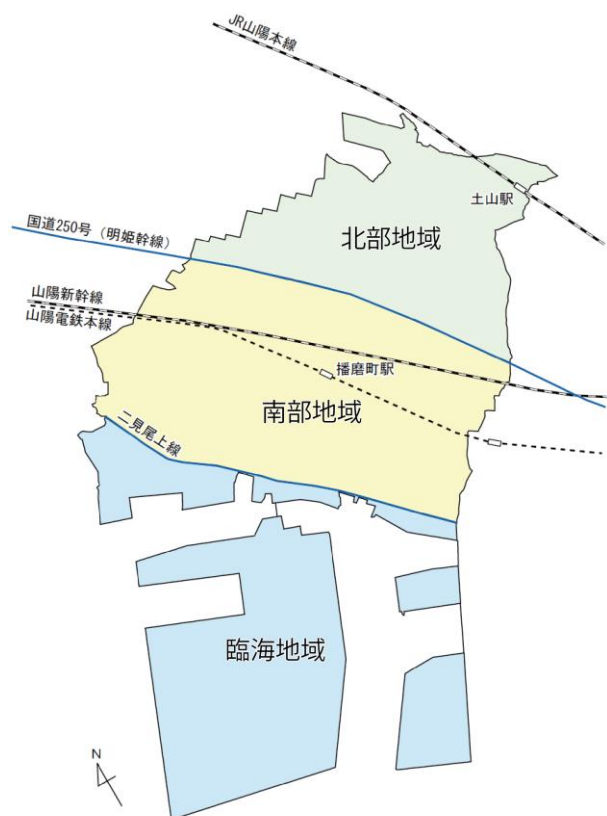 JR山陽本線
土山駅
北部地域
国道250号（明姫幹線）
山陽新幹線
山陽電鉄本線
播磨町駅
南部地域
二見尾上線
臨海地域
N